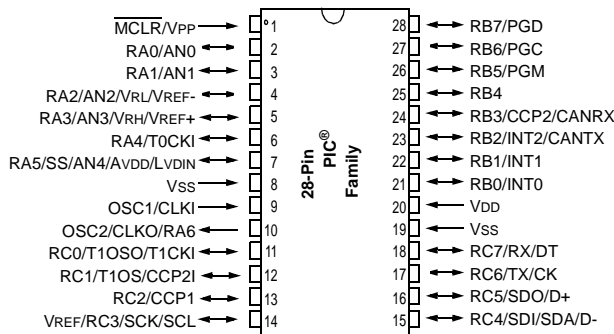 MCLR/VPP 1 28 RB7/PGD
RA0/AN0 2 27 RB6/PGC
RA1/AN1 3 26 RB5/PGM
RA2/AN2/VRL/VREF- 4 25 RB4
RA3/AN3/VRH/VREF+ 5 24 RB3/CCP2/CANRX
RA4/T0CKI 6 23 RB2/INT2/CANTX
RA5/SS/AN4/AVDD/LVDIN 7 22 RB1/INT1
VSS 8 21 RB0/INT0
OSC1/CLKI 9 20 VDD
OSC2/CLKO/RA6 10 19 VSS
RC0/T1OSO/T1CKI 11 18 RC7/RX/DT
RC1/T1OS/CCP2I 12 17 RC6/TX/CK
RC2/CCP1 13 16 RC5/SDO/D+
VREF/RC3/SCK/SCL 14 15 RC4/SDI/SDA/D-
28-Pin
PIC®
Family